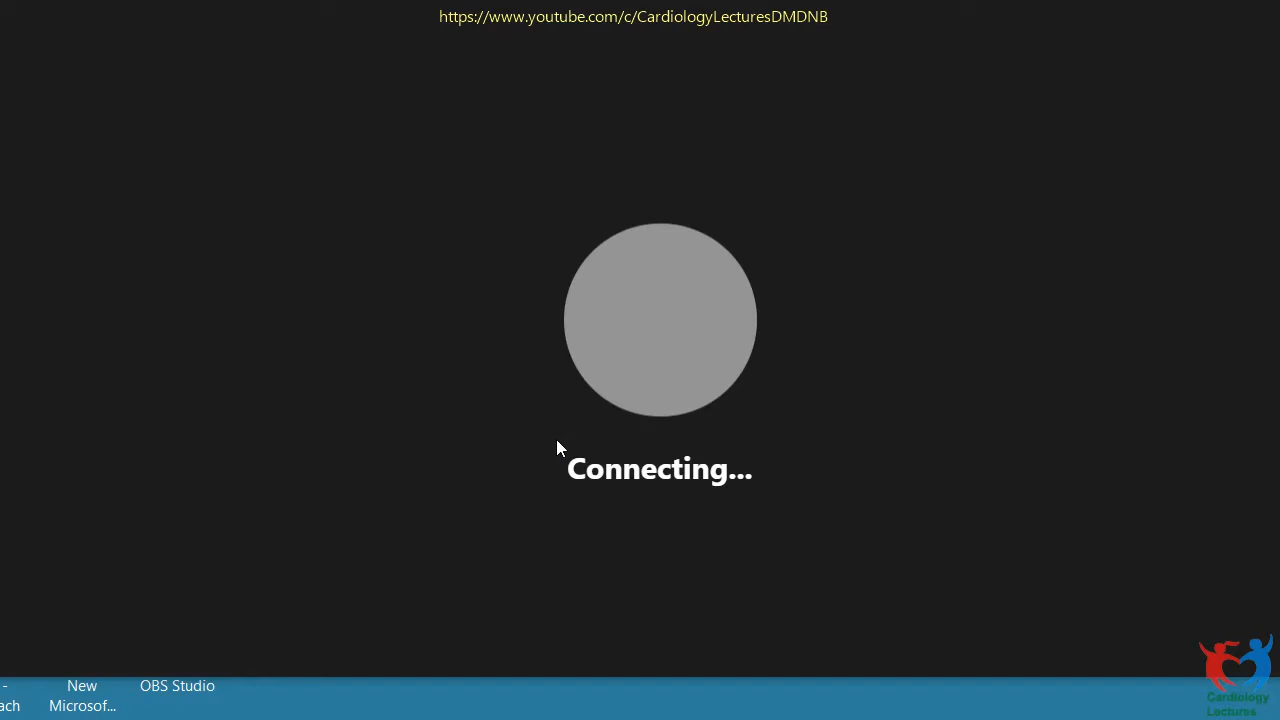 https://www.youtube.com/c/CardiologyLecturesDMDNB
Connecting...
-
ach
New
Microsof...
OBS Studio
Cardiology
Lectures